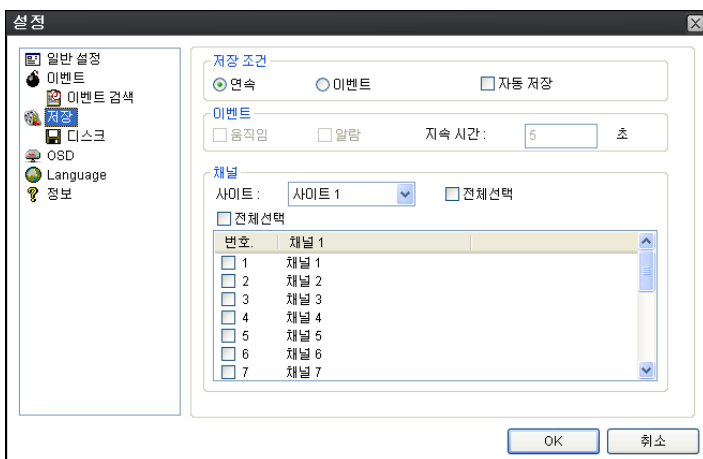 설정
일반 설정
이벤트
이벤트 검색
저장
디스크
OSD
Language
정보
저장 조건
연속 이벤트 자동 저장
이벤트
움직임 알람 지속 시간 : 5 초
채널
사이트 : 사이트 1 전체선택
전체선택
번호. 채널 1
1 채널 1
2 채널 2
3 채널 3
4 채널 4
5 채널 5
6 채널 6
7 채널 7
OK 취소